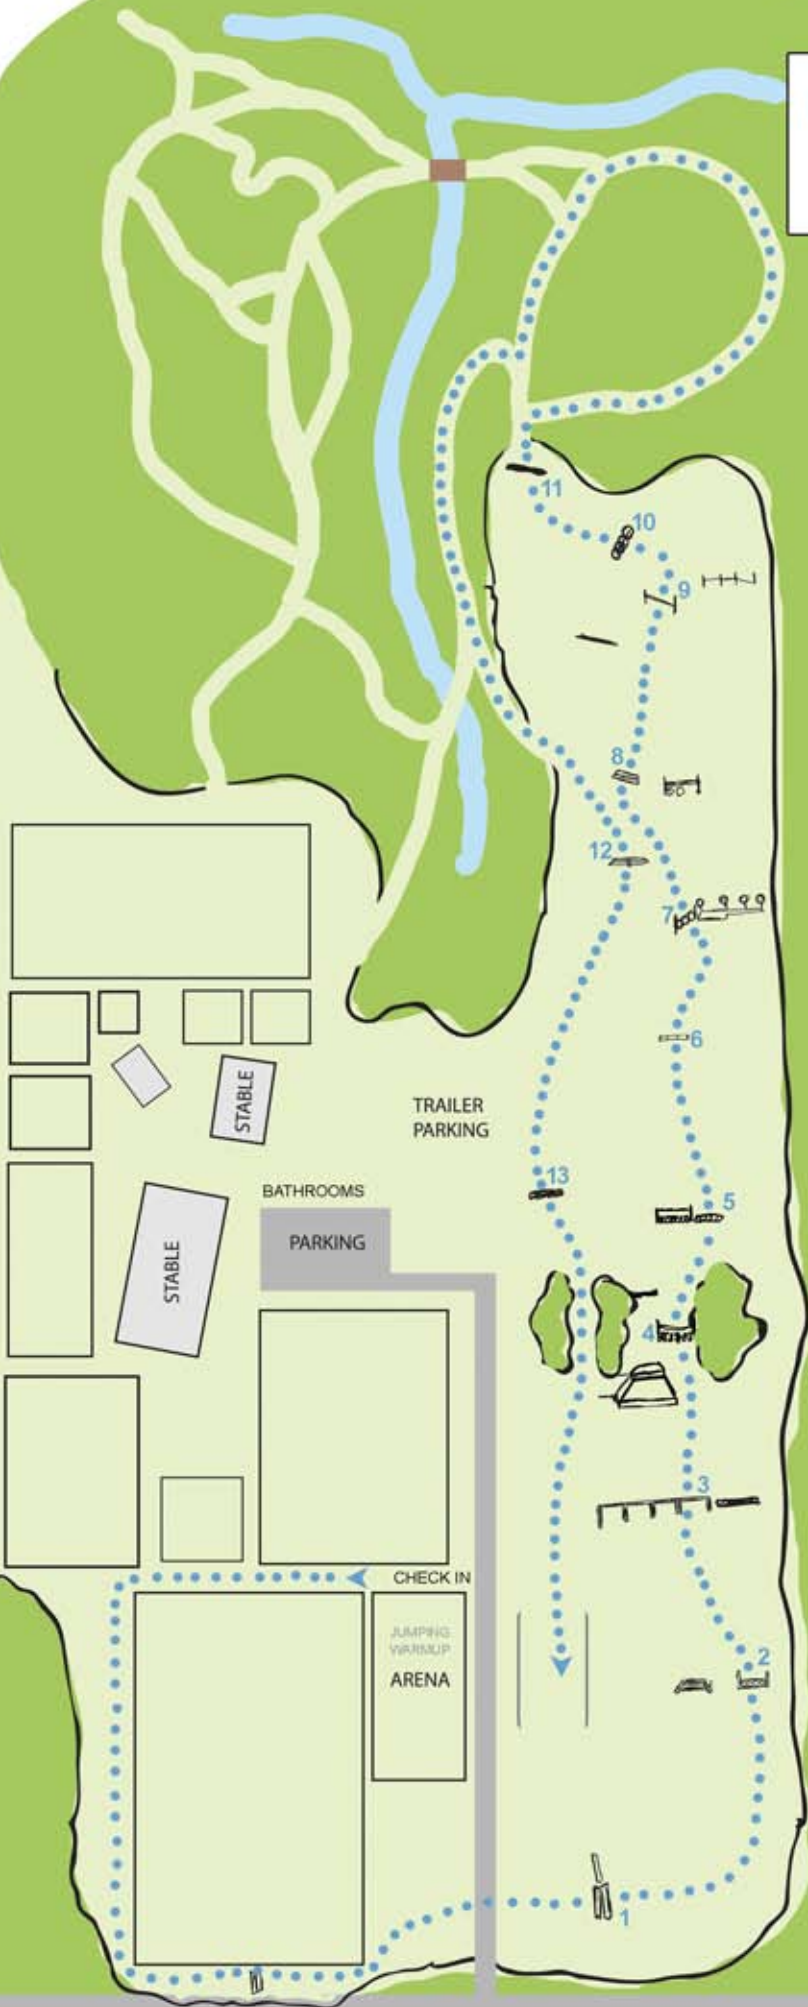 11
10
9
8
12
7
6
STABLE
TRAILER
PARKING
13
BATHROOMS
5
PARKING
STABLE
4
3
CHECK IN
JUMPING
WARMUP
ARENA
2
1